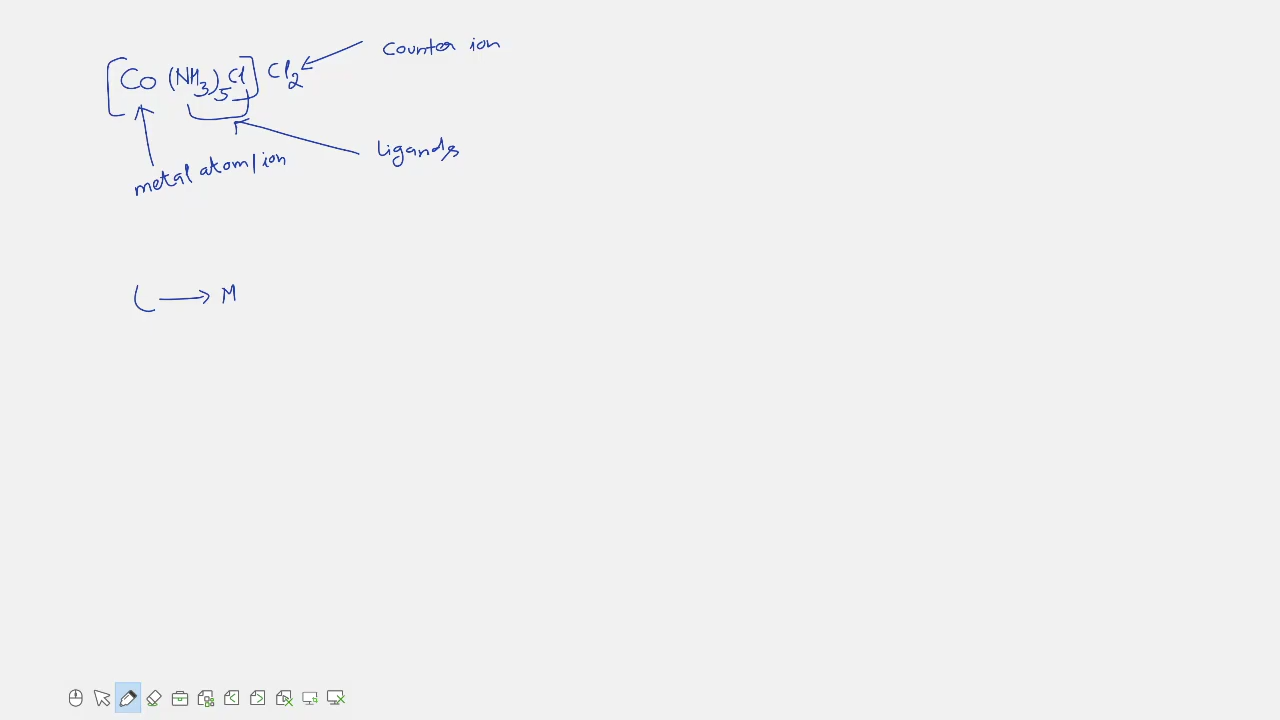 counter ion
[Co(NH3)5Cl]Cl2
Ligands
metal atom/ion
L → M